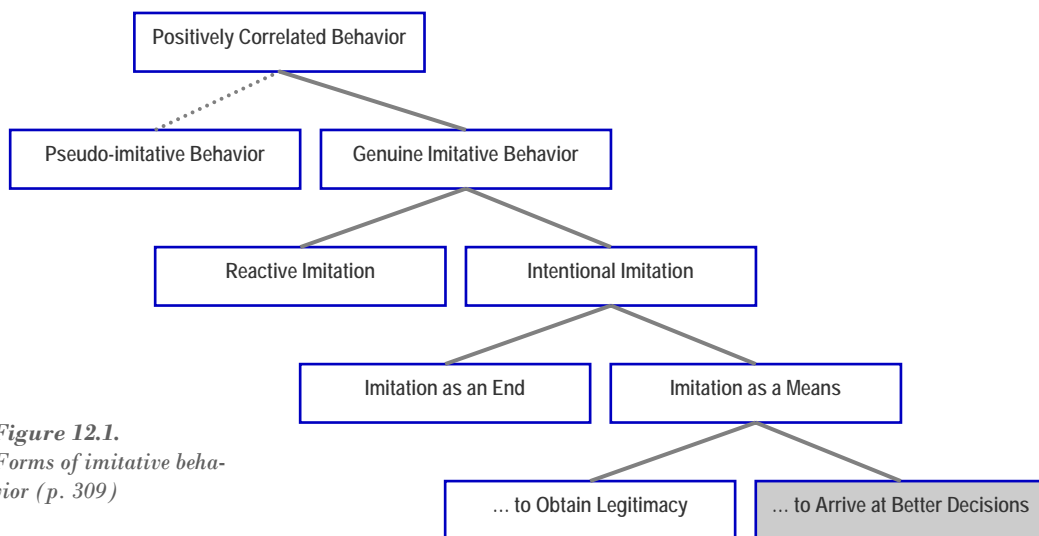 Positively Correlated Behavior
Pseudo-imitative Behavior
Genuine Imitative Behavior
Reactive Imitation
Intentional Imitation
Imitation as an End
Imitation as a Means
Figure 12.1.
Forms of imitative beha-
vior (p. 309)
... to Obtain Legitimacy
... to Arrive at Better Decisions